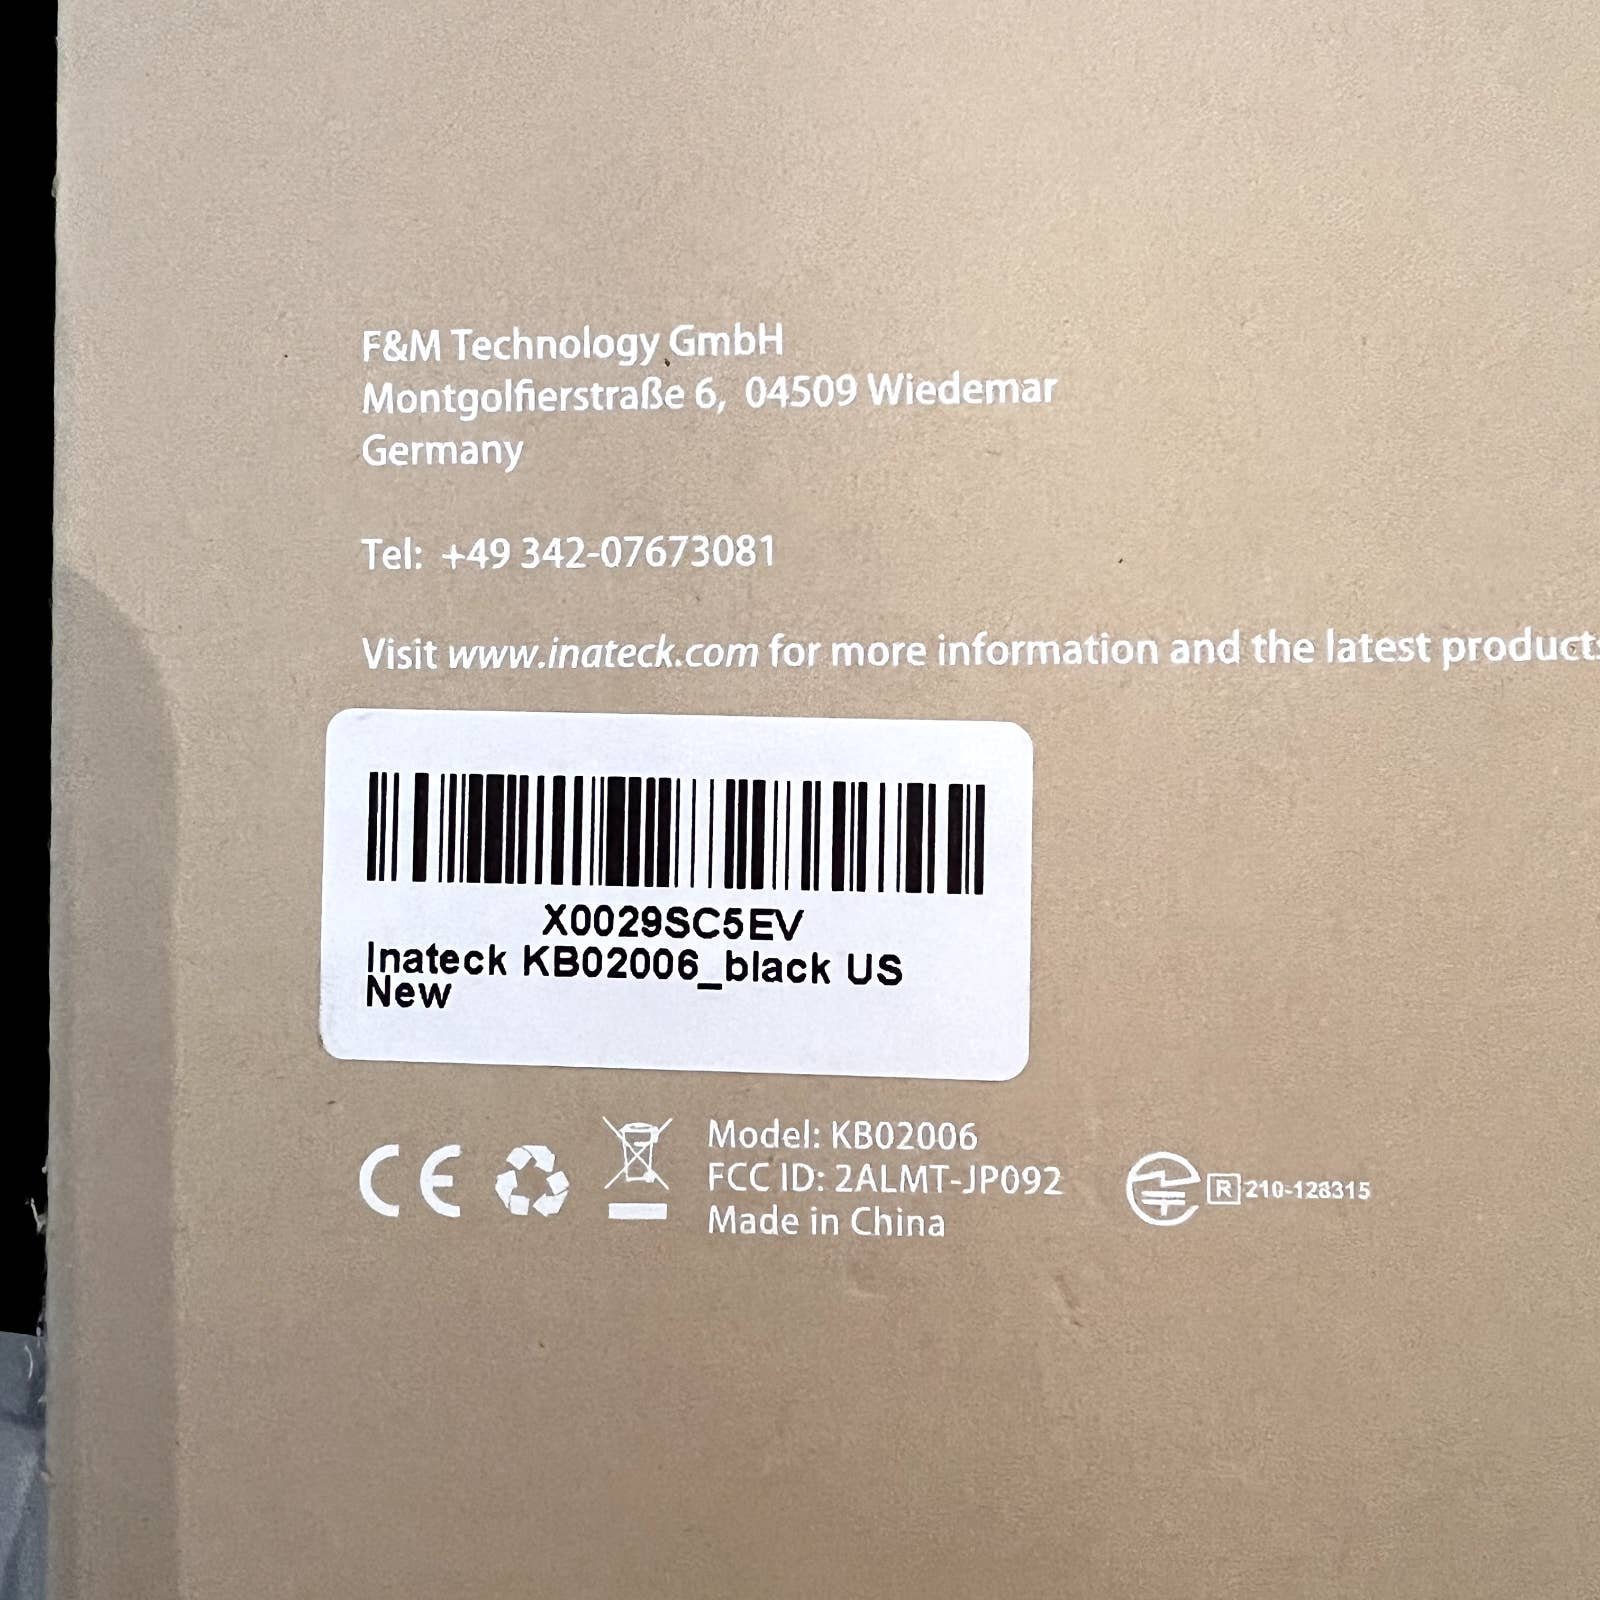 F&M Technology GmbH
Montgolfierstraße 6, 04509 Wiedemar
Germany
Tel: +49 342-07673081
Visit www.inateck.com for more information and the latest products
X0029SC5EV
Inateck KB02006_black US
New
CE
Model: KB02006
FCC ID: 2ALMT-JP092
Made in China
R 210-128315